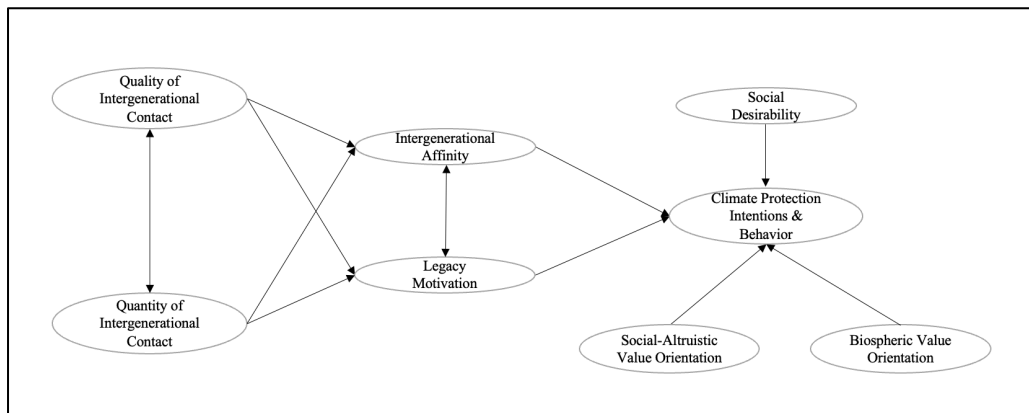 Quality of
Intergenerational
Contact
Social
Desirability
Intergenerational
Affinity
Climate Protection
Intentions &
Behavior
Legacy
Motivation
Quantity of
Intergenerational
Contact
Social-Altruistic
Value Orientation
Biospheric Value
Orientation